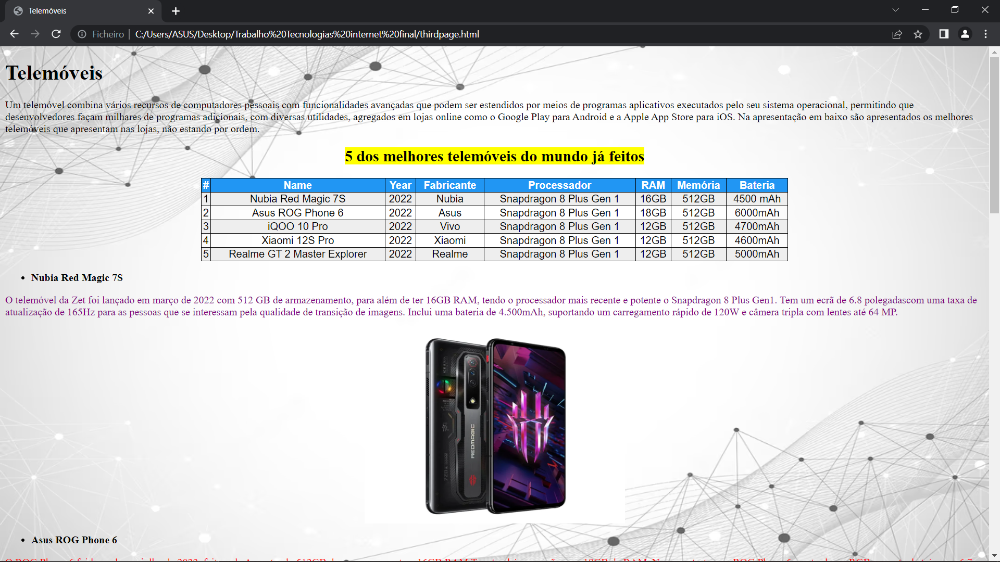 Telemóveis
Ficheiro | C:/Users/ASUS/Desktop/Trabalho%20Tecnologias%20internet%20final/thirdpage.html
Telemóveis
Um telemóvel combina vários recursos de computadores pessoais com funcionalidades avançadas que podem ser estendidos por meios de programas aplicativos executados pelo seu sistema operacional, permitindo que
desenvolvedores façam milhares de programas adicionais, com diversas utilidades, agregados em lojas online como o Google Play para Android e a Apple App Store para iOS. Na apresentação em baixo são apresentados os melhores
telemóveis que apresentam nas lojas, não estando por ordem.
5 dos melhores telemóveis do mundo já feitos
# Name Year Fabricante Processador RAM Memória Bateria
1 Nubia Red Magic 7S 2022 Nubia Snapdragon 8 Plus Gen 1 16GB 512GB 4500 mAh
2 Asus ROG Phone 6 2022 Asus Snapdragon 8 Plus Gen 1 18GB 512GB 6000mAh
3 iQOO 10 Pro 2022 Vivo Snapdragon 8 Plus Gen 1 12GB 512GB 4700mAh
4 Xiaomi 12S Pro 2022 Xiaomi Snapdragon 8 Plus Gen 1 12GB 512GB 4600mAh
5 Realme GT 2 Master Explorer 2022 Realme Snapdragon 8 Plus Gen 1 12GB 512GB 5000mAh
• Nubia Red Magic 7S
O telemóvel da Zet foi lançado em março de 2022 com 512 GB de armazenamento, para além de ter 16GB RAM, tendo o processador mais recente e potente o Snapdragon 8 Plus Gen1. Tem um ecrã de 6.8 polegadascom uma taxa de
atualização de 165Hz para as pessoas que se interessam pela qualidade de transição de imagens. Inclui uma bateria de 4.500mAh, suportando um carregamento rápido de 120W e câmera tripla com lentes até 64 MP.
REDMAGIC
• Asus ROG Phone 6